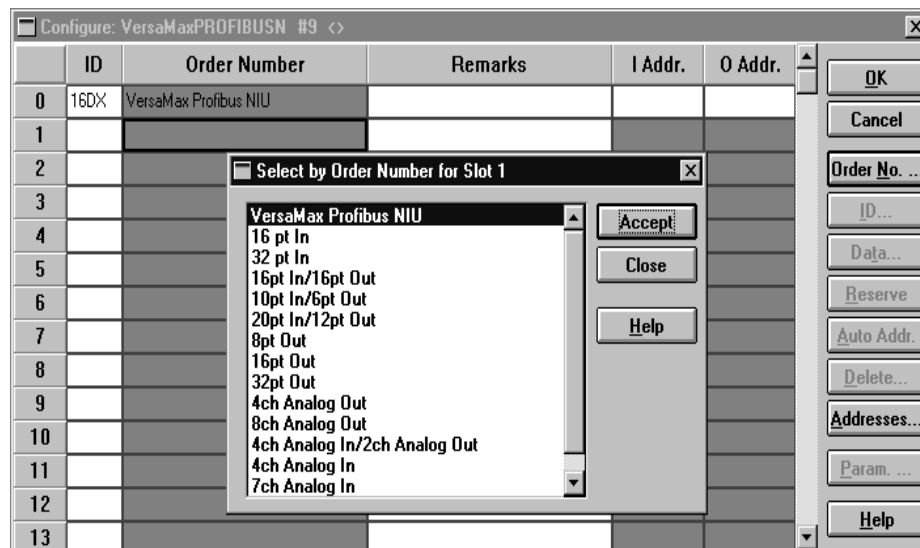 Configure: VersaMaxPROFIBUSN #9 <>
ID Order Number Remarks I Addr. O Addr.
0 16DX VersaMax Profibus NIU
1
2
3
4
5
6
7
8
9
10
11
12
13
Select by Order Number for Slot 1
VersaMax Profibus NIU
16 pt In
32 pt In
16pt In/16pt Out
10pt In/6pt Out
20pt In/12pt Out
8pt Out
16pt Out
32pt Out
4ch Analog Out
8ch Analog Out
4ch Analog In/2ch Analog Out
4ch Analog In
7ch Analog In
Accept
Close
Help
OK
Cancel
Order No. ...
ID...
Data...
Reserve
Auto Addr.
Delete...
Addresses...
Param. ...
Help